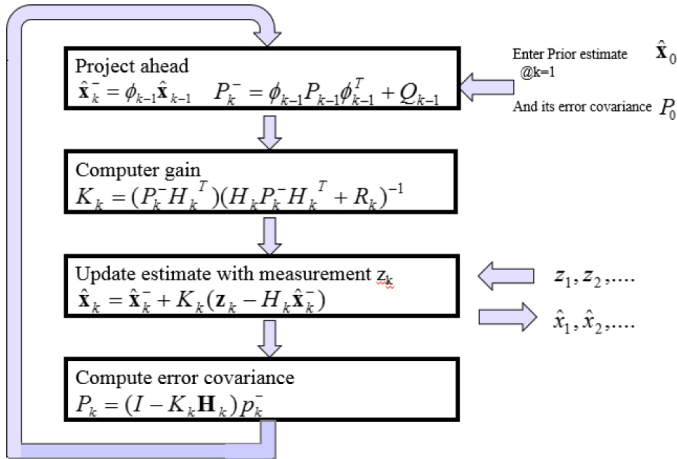 Project ahead
x̂ₖ⁻ = ϕₖ₋₁x̂ₖ₋₁ Pₖ⁻ = ϕₖ₋₁Pₖ₋₁ϕₖ₋₁ᵀ + Qₖ₋₁
Enter Prior estimate x̂₀
@k=1
And its error covariance P₀
Computer gain
Kₖ = (Pₖ⁻Hₖᵀ)(HₖPₖ⁻Hₖᵀ + Rₖ)⁻¹
Update estimate with measurement zₖ
x̂ₖ = x̂ₖ⁻ + Kₖ(zₖ − Hₖx̂ₖ⁻)
z₁, z₂,....
x̂₁, x̂₂,....
Compute error covariance
Pₖ = (I − KₖHₖ)pₖ⁻